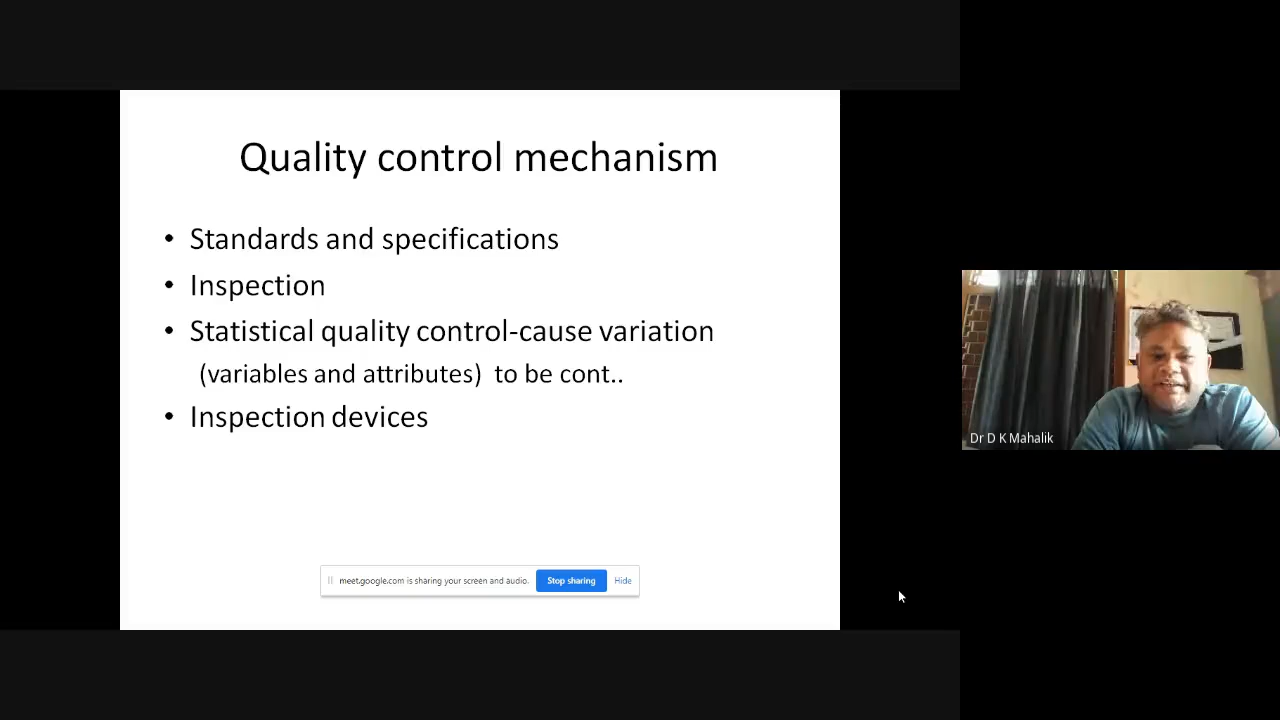 Quality control mechanism
• Standards and specifications
• Inspection
• Statistical quality control-cause variation
(variables and attributes) to be cont..
• Inspection devices
meet.google.com is sharing your screen and audio. Stop sharing Hide
Dr D K Mahalik